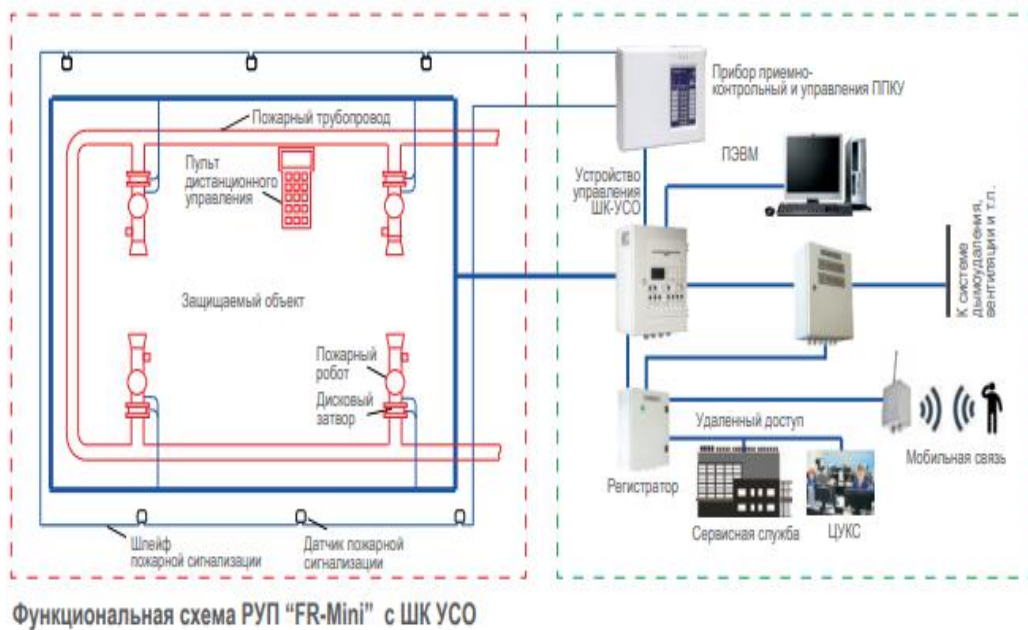 Прибор приемно-
контрольный и управления ППКУ
Пожарный трубопровод
ПЭВМ
Пульт
дистанционного
управления
Устройство
управления
ШК-УСО
К системе
дымоудаления,
вентиляции и т.п.
Защищаемый объект
Пожарный
робот
Дисковый
затвор
Удаленный доступ
Мобильная связь
Регистратор
Сервисная служба
ЦУКС
Шлейф
пожарной сигнализации
Датчик пожарной
сигнализации
Функциональная схема РУП “FR-Mini” с ШК УСО